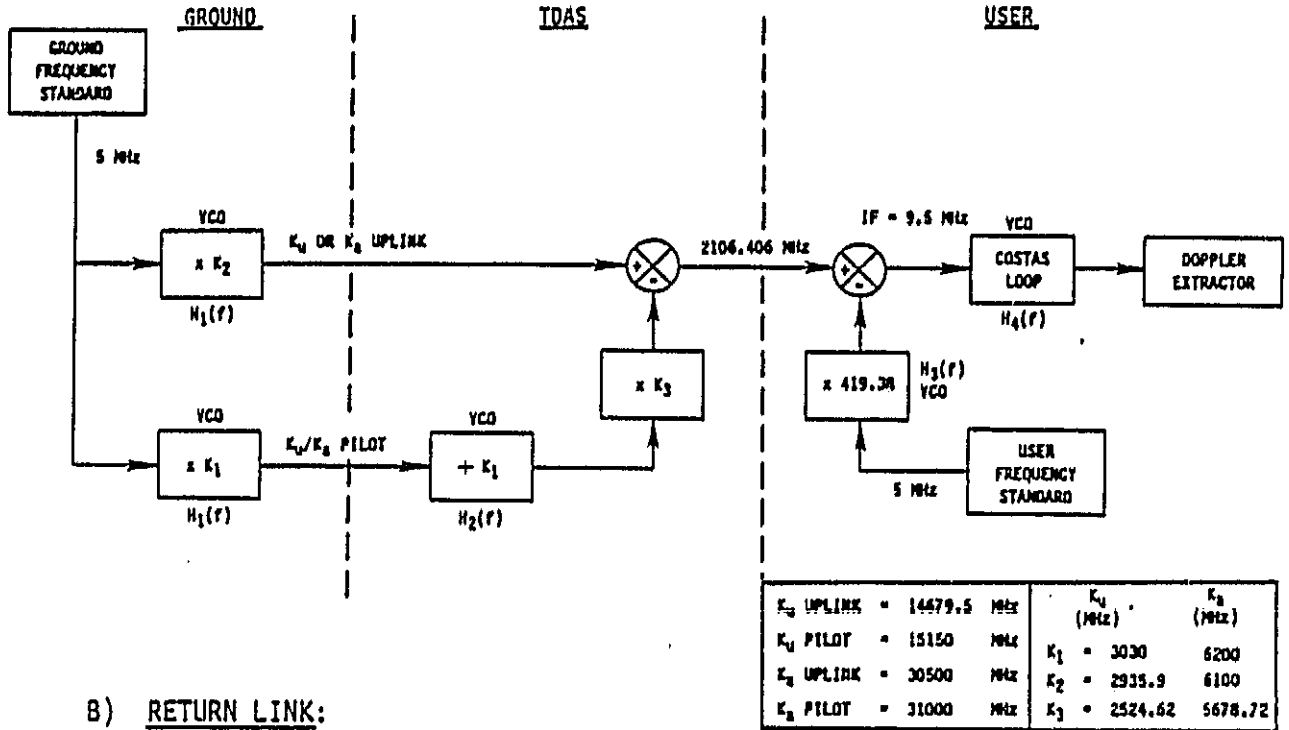 GROUND
TDAS
USER
GROUND
FREQUENCY
STANDARD
5 MHz
VCO
x K2
H1(f)
Ku OR Ka UPLINK
+
-
2106.406 MHz
+
-
IF = 9.5 MHz
VCO
COSTAS
LOOP
H4(f)
DOPPLER
EXTRACTOR
x K3
x 419.38
H3(f)
VCO
VCO
x K1
H1(f)
Ku/Ka PILOT
VCO
÷ K1
H2(f)
5 MHz
USER
FREQUENCY
STANDARD
Ku UPLINK = 14679.5 MHz
Ku PILOT = 15150 MHz
Ka UPLINK = 30500 MHz
Ka PILOT = 31000 MHz
Ku Ka
(MHz) (MHz)
K1 = 3030 6200
K2 = 2935.9 6100
K3 = 2524.62 5678.72
B) RETURN LINK: